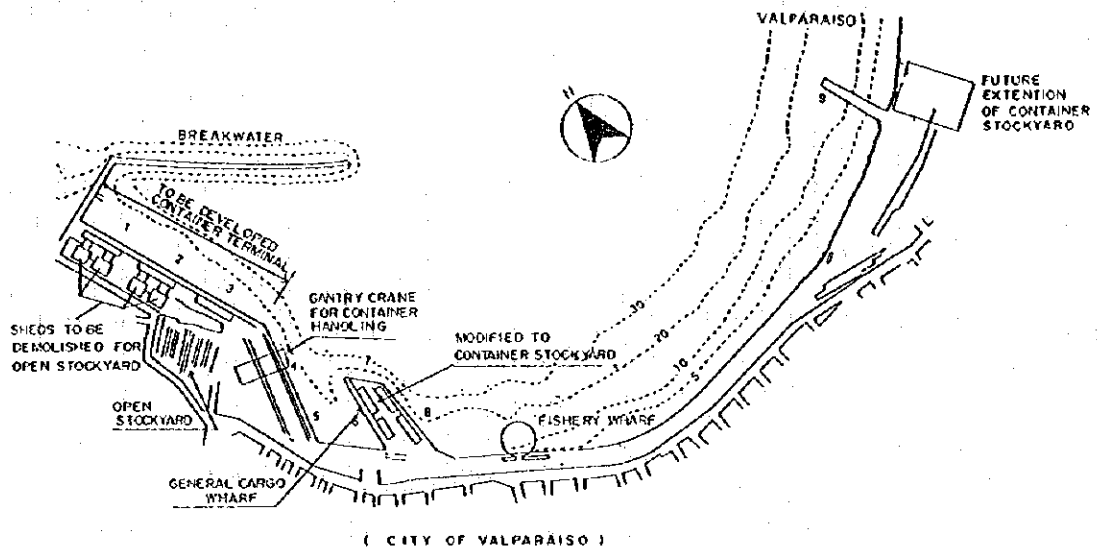 VALPARAISO
FUTURE
EXTENTION
OF CONTAINER
STOCKYARD
9
N
BREAKWATER
TO BE DEVELOPED
CONTAINER TERMINAL
1
2
3
GANTRY CRANE
FOR CONTAINER
HANDLING
SHEDS TO BE
DEMOLISHED FOR
OPEN STOCKYARD
MODIFIED TO
CONTAINER STOCKYARD
30
20
10
5
4
7
5
6
8
OPEN
STOCKYARD
FISHERY WHARF
GENERAL CARGO
WHARF
( CITY OF VALPARAISO )